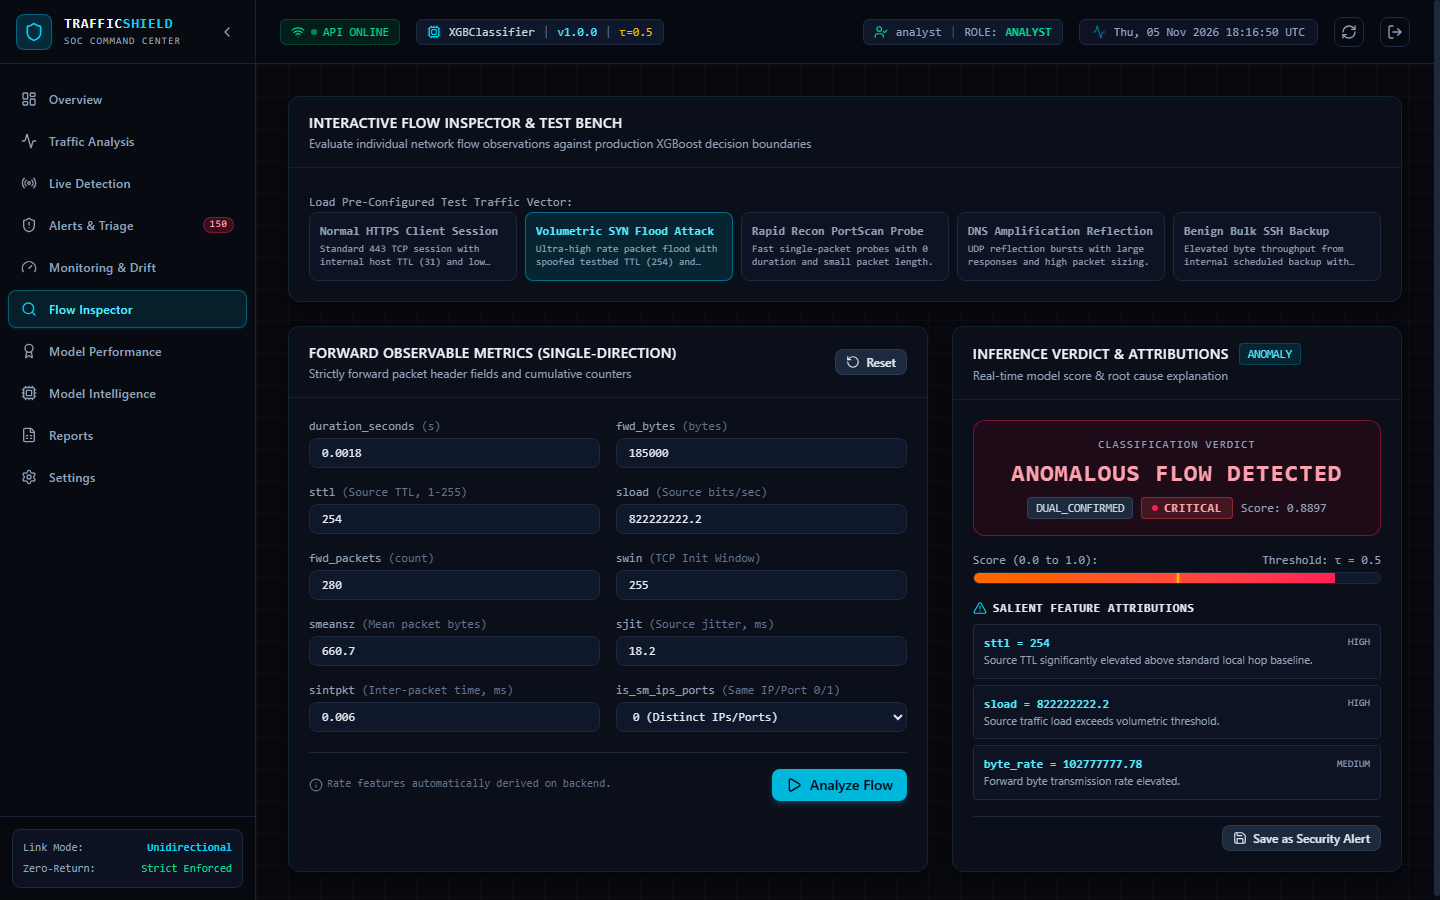 TRAFFICSHIELD
SOC COMMAND CENTER
API ONLINE
XGBClassifier | v1.0.0 | τ=0.5
analyst | ROLE: ANALYST
Thu, 05 Nov 2026 18:16:50 UTC
Overview
Traffic Analysis
Live Detection
Alerts & Triage 150
Monitoring & Drift
Flow Inspector
Model Performance
Model Intelligence
Reports
Settings
Link Mode: Unidirectional
Zero-Return: Strict Enforced
INTERACTIVE FLOW INSPECTOR & TEST BENCH
Evaluate individual network flow observations against production XGBoost decision boundaries
Load Pre-Configured Test Traffic Vector:
Normal HTTPS Client Session
Standard 443 TCP session with
internal host TTL (31) and low…
Volumetric SYN Flood Attack
Ultra-high rate packet flood with
spoofed testbed TTL (254) and…
Rapid Recon PortScan Probe
Fast single-packet probes with 0
duration and small packet length.
DNS Amplification Reflection
UDP reflection bursts with large
responses and high packet sizing.
Benign Bulk SSH Backup
Elevated byte throughput from
internal scheduled backup with…
FORWARD OBSERVABLE METRICS (SINGLE-DIRECTION)
Strictly forward packet header fields and cumulative counters
Reset
duration_seconds (s)
0.0018
fwd_bytes (bytes)
185000
sttl (Source TTL, 1-255)
254
sload (Source bits/sec)
822222222.2
fwd_packets (count)
280
swin (TCP Init Window)
255
smeansz (Mean packet bytes)
660.7
sjit (Source jitter, ms)
18.2
sintpkt (Inter-packet time, ms)
0.006
is_sm_ips_ports (Same IP/Port 0/1)
0 (Distinct IPs/Ports)
Rate features automatically derived on backend.
Analyze Flow
INFERENCE VERDICT & ATTRIBUTIONS ANOMALY
Real-time model score & root cause explanation
CLASSIFICATION VERDICT
ANOMALOUS FLOW DETECTED
DUAL_CONFIRMED CRITICAL Score: 0.8897
Score (0.0 to 1.0): Threshold: τ = 0.5
SALIENT FEATURE ATTRIBUTIONS
sttl = 254 HIGH
Source TTL significantly elevated above standard local hop baseline.
sload = 822222222.2 HIGH
Source traffic load exceeds volumetric threshold.
byte_rate = 102777777.78 MEDIUM
Forward byte transmission rate elevated.
Save as Security Alert